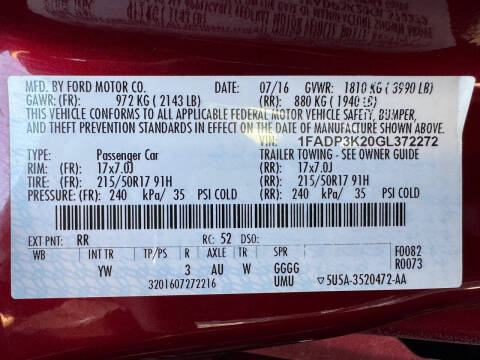 MFD. BY FORD MOTOR CO. DATE: 07/16 GVWR: 1810 KG ( 3990 LB)
GAWR: (FR): 972 KG ( 2143 LB) (RR): 880 KG ( 1940 LB)
THIS VEHICLE CONFORMS TO ALL APPLICABLE FEDERAL MOTOR VEHICLE SAFETY, BUMPER,
AND THEFT PREVENTION STANDARDS IN EFFECT ON THE DATE OF MANUFACTURE SHOWN ABOVE.
VIN: 1FADP3K20GL372272
TYPE: Passenger Car TRAILER TOWING - SEE OWNER GUIDE
RIM: (FR): 17x7.0J (RR): 17x7.0J
TIRE: (FR): 215/50R17 91H (RR): 215/50R17 91H
PRESSURE: (FR): 240 kPa/ 35 PSI COLD (RR): 240 kPa/ 35 PSI COLD
EXT PNT: RR RC: 52 DSO:
WB INT TR TP/PS R AXLE TR SPR F0082
YW 3 AU W GGGG R0073
3201607272216 UMU ▽5U5A-3520472-AA